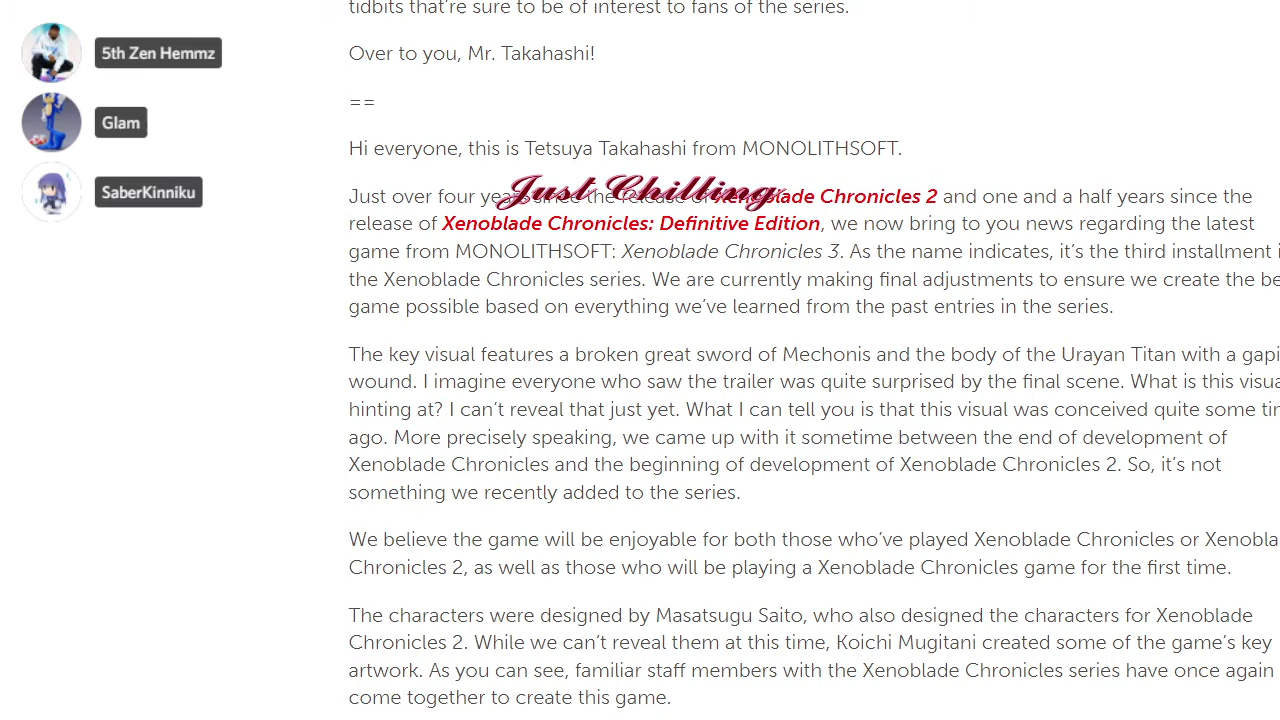 tidbits that're sure to be of interest to fans of the series.
5th Zen Hemmz
Over to you, Mr. Takahashi!
==
Glam
Hi everyone, this is Tetsuya Takahashi from MONOLITHSOFT.
SaberKinniku
Just Chilling
Just over four years since the release of Xenoblade Chronicles 2 and one and a half years since the
release of Xenoblade Chronicles: Definitive Edition, we now bring to you news regarding the latest
game from MONOLITHSOFT: Xenoblade Chronicles 3. As the name indicates, it's the third installment
the Xenoblade Chronicles series. We are currently making final adjustments to ensure we create the
game possible based on everything we've learned from the past entries in the series.
The key visual features a broken great sword of Mechonis and the body of the Urayan Titan with a
wound. I imagine everyone who saw the trailer was quite surprised by the final scene. What is this
hinting at? I can't reveal that just yet. What I can tell you is that this visual was conceived quite some
ago. More precisely speaking, we came up with it sometime between the end of development of
Xenoblade Chronicles and the beginning of development of Xenoblade Chronicles 2. So, it's not
something we recently added to the series.
We believe the game will be enjoyable for both those who've played Xenoblade Chronicles or
Chronicles 2, as well as those who will be playing a Xenoblade Chronicles game for the first time.
The characters were designed by Masatsugu Saito, who also designed the characters for Xenoblade
Chronicles 2. While we can't reveal them at this time, Koichi Mugitani created some of the game's key
artwork. As you can see, familiar staff members with the Xenoblade Chronicles series have once again
come together to create this game.